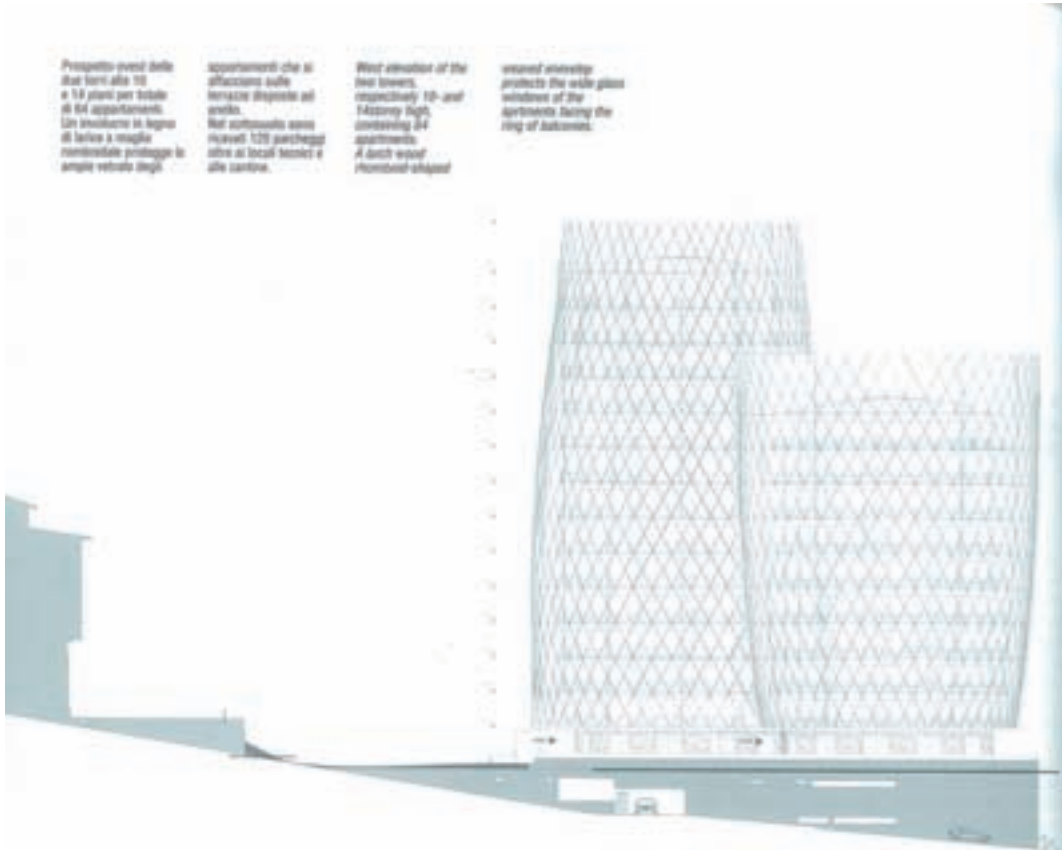 Prospetto ovest delle
due torri alte 10
e 14 piani per totale
di 64 appartamenti.
Un involucro in legno
di larice a maglia
romboidale protegge le
ampie vetrate degli
appartamenti che si
affacciano sulle
terrazze disposte ad
anello.
Nel sottosuolo sono
ricavati 120 parcheggi
oltre ai locali tecnici e
alle cantine.
West elevation of the
two towers,
respectively 10- and
14storey high,
containing 64
apartments.
A larch wood
rhomboid-shaped
weaved envelop
protects the wide glass
windows of the
apartments facing the
ring of balconies.